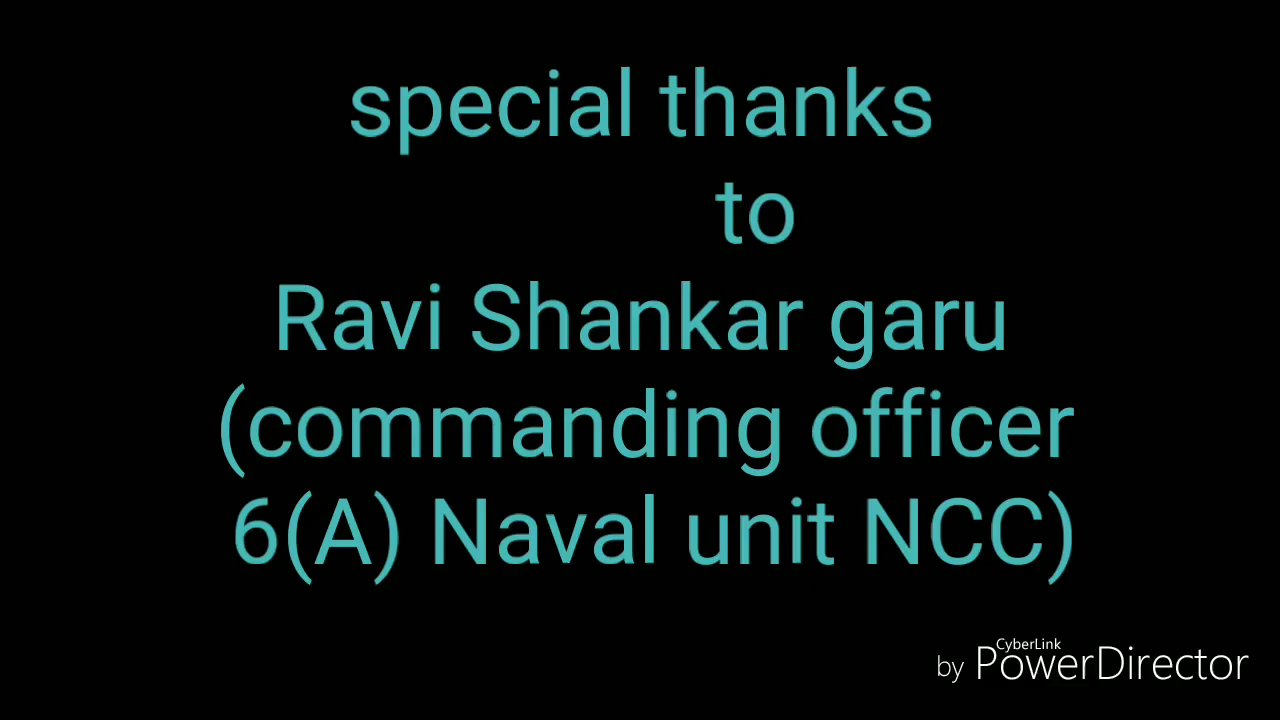 special thanks
to
Ravi Shankar garu
(commanding officer
6(A) Naval unit NCC)
CyberLink
by PowerDirector